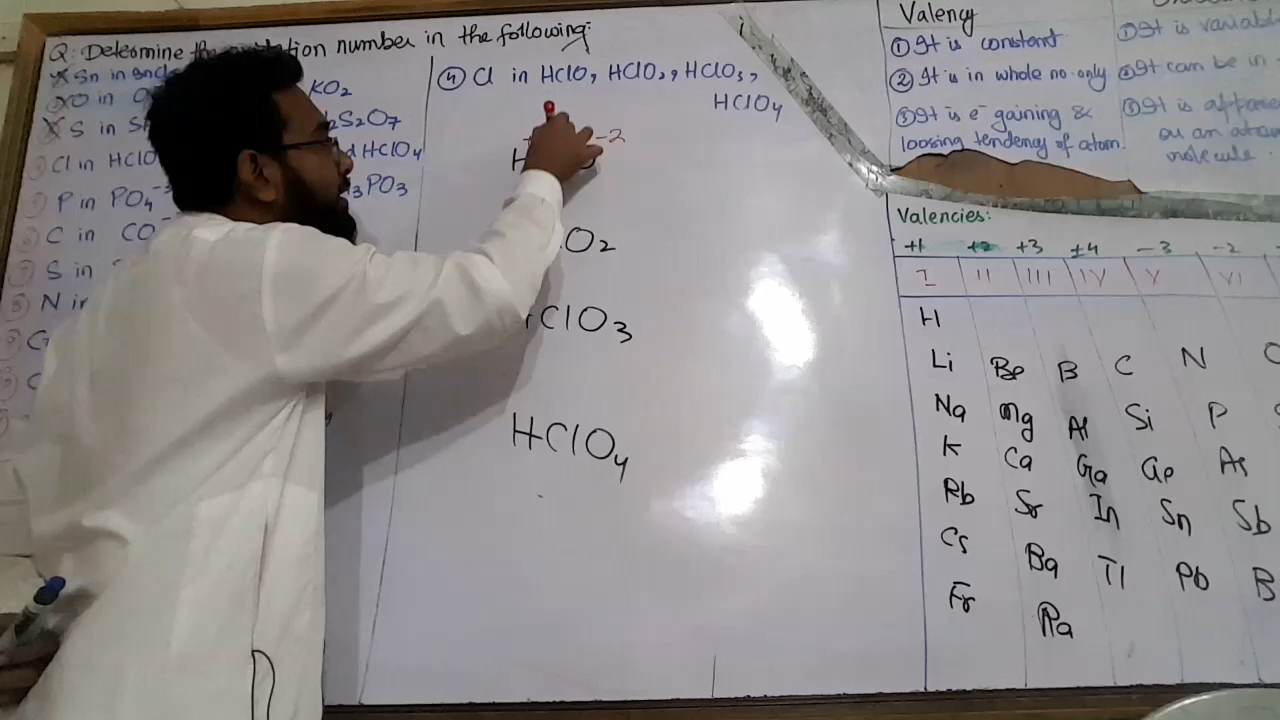 Q: Determine the number in the following:
Sn in
O in KO2
S in S2O7
Cl in HClO HClO4
P in PO4-3 PO3
C in CO
S in
N in
④ Cl in HClO, HClO2, HClO3,
HClO4
-2
H
O2
ClO3
HClO4
Valency
① It is constant
② It is in whole no. only
③ It is e⁻ gaining &
loosing tendency of atom.
① It is variabl
② It can be in
③ It is appare
on an atom
molecule.
Valencies:
+1 +2 +3 ±4 -3 -2
I II III IV V VI
H
Li Be B C N
Na Mg Al Si P
K Ca Ga Ge As
Rb Sr In Sn Sb
Cs Ba Tl Pb B
Fr Ra